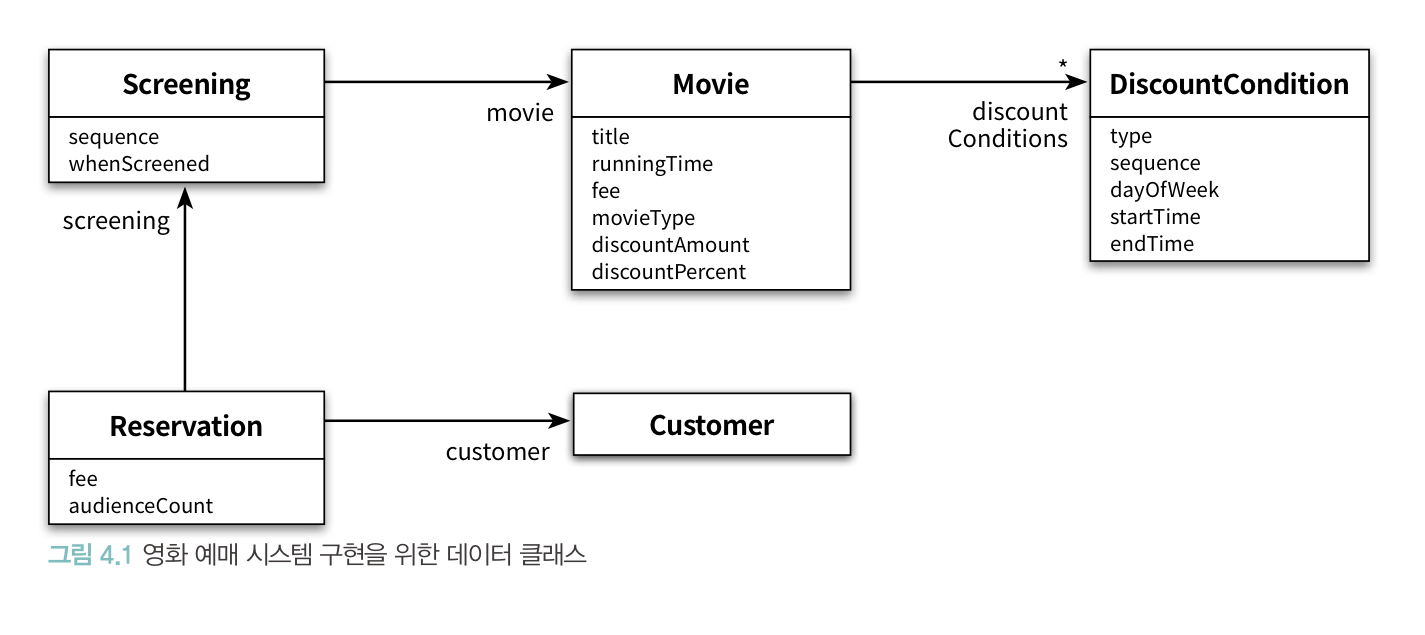 Screening
sequence
whenScreened
movie
Movie
title
runningTime
fee
movieType
discountAmount
discountPercent
*
discount
Conditions
DiscountCondition
type
sequence
dayOfWeek
startTime
endTime
screening
Reservation
fee
audienceCount
customer
Customer
그림 4.1 영화 예매 시스템 구현을 위한 데이터 클래스